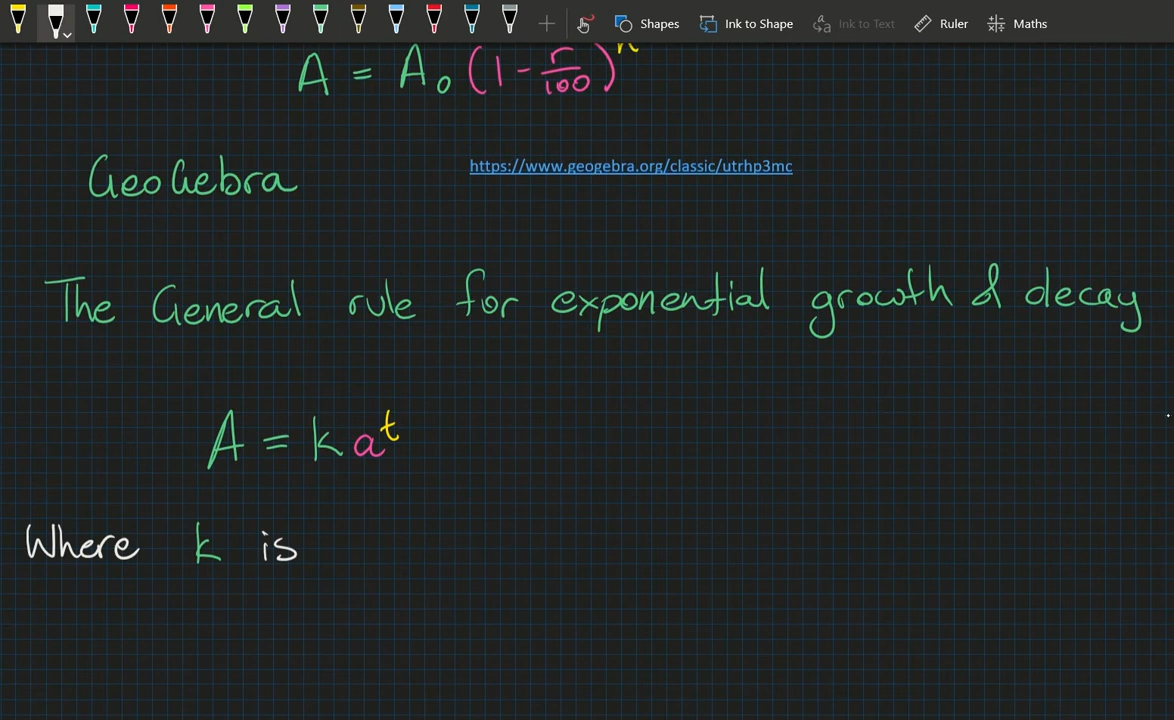 Shapes Ink to Shape Ink to Text Ruler Maths
A = A₀ (1 - r/100)ⁿ
GeoGebra https://www.geogebra.org/classic/utrhp3mc
The General rule for exponential growth & decay
A = k aᵗ
Where k is